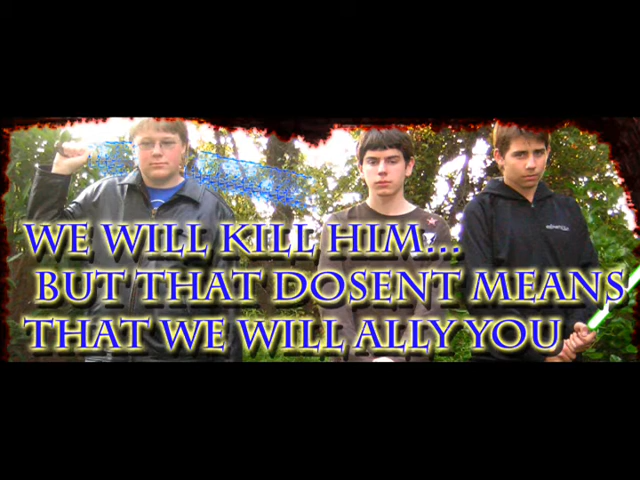 WE WILL KILL HIM...
BUT THAT DOSENT MEANS
THAT WE WILL ALLY YOU